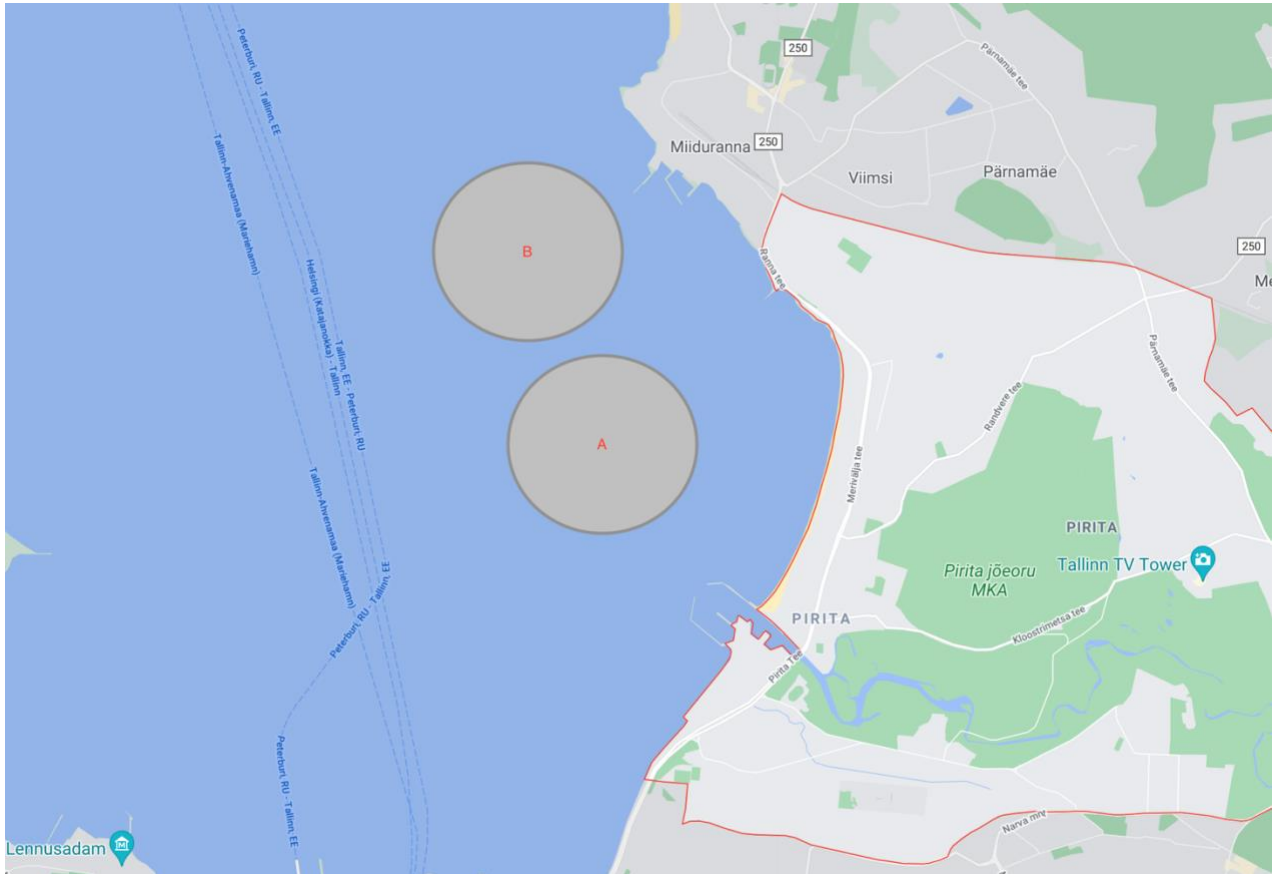 Peterburi, RU - Tallinn, EE
250
Pärnamäe tee
Miiduranna
250
Viimsi
Pärnamäe
Tallinn-Ahvenamaa (Mariehamn)
B
250
Ranna tee
Me
Helsingi (Katajanokka) - Tallinn
Tallinn, EE - Peterburi, RU
Pärnamäe tee
Randvere tee
A
Merivälja tee
Tallinn-Ahvenamaa (Mariehamn)
PIRITA
Tallinn TV Tower
Pirita jõeoru
MKA
Peterburi, RU - Tallinn, EE
PIRITA
Kloostrimetsa tee
Pirita Tee
Peterburi, RU - Tallinn, EE
Narva mnt
Lennusadam